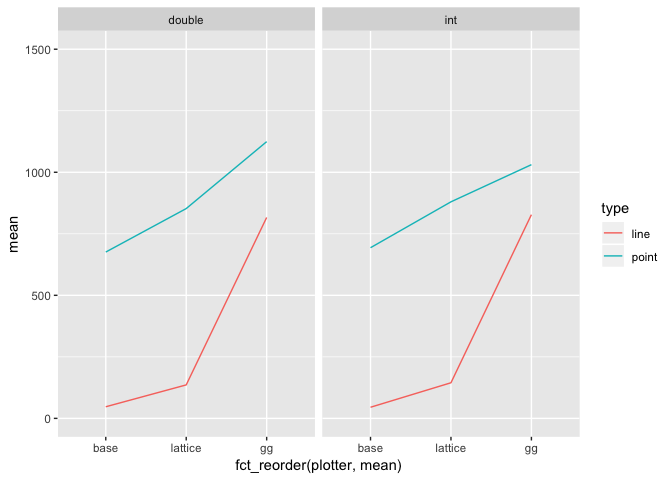 double int
1500
1000
500
0
mean
base lattice gg base lattice gg
fct_reorder(plotter, mean)
type
line
point